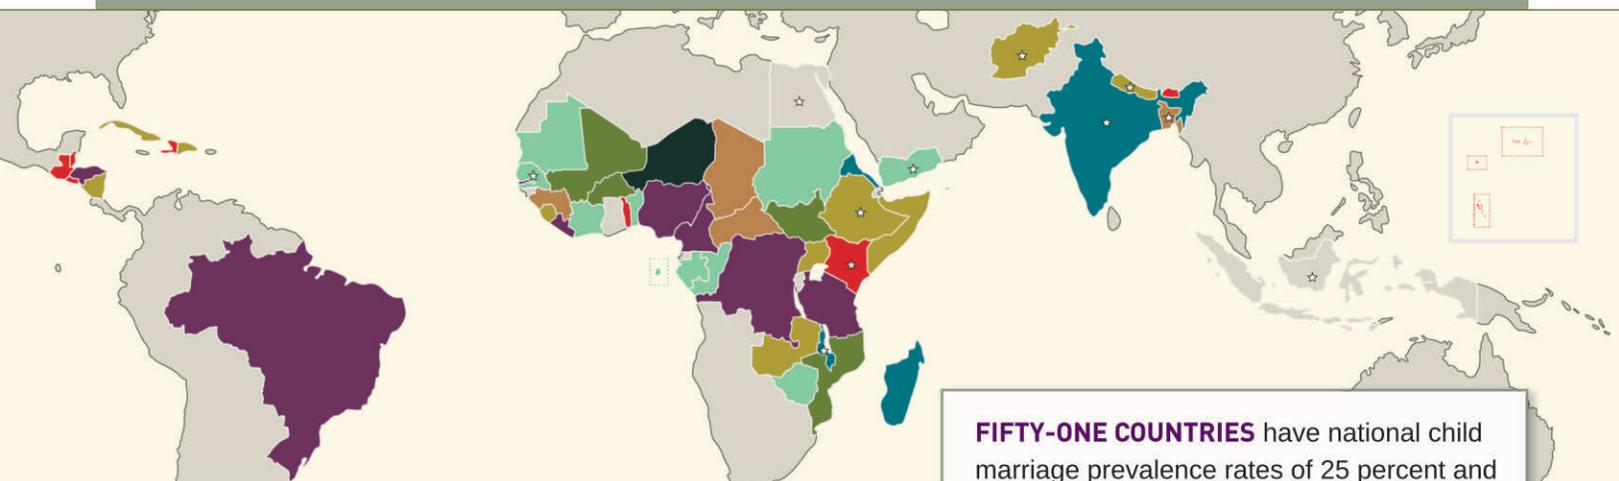 FIFTY-ONE COUNTRIES have national child
marriage prevalence rates of 25 percent and